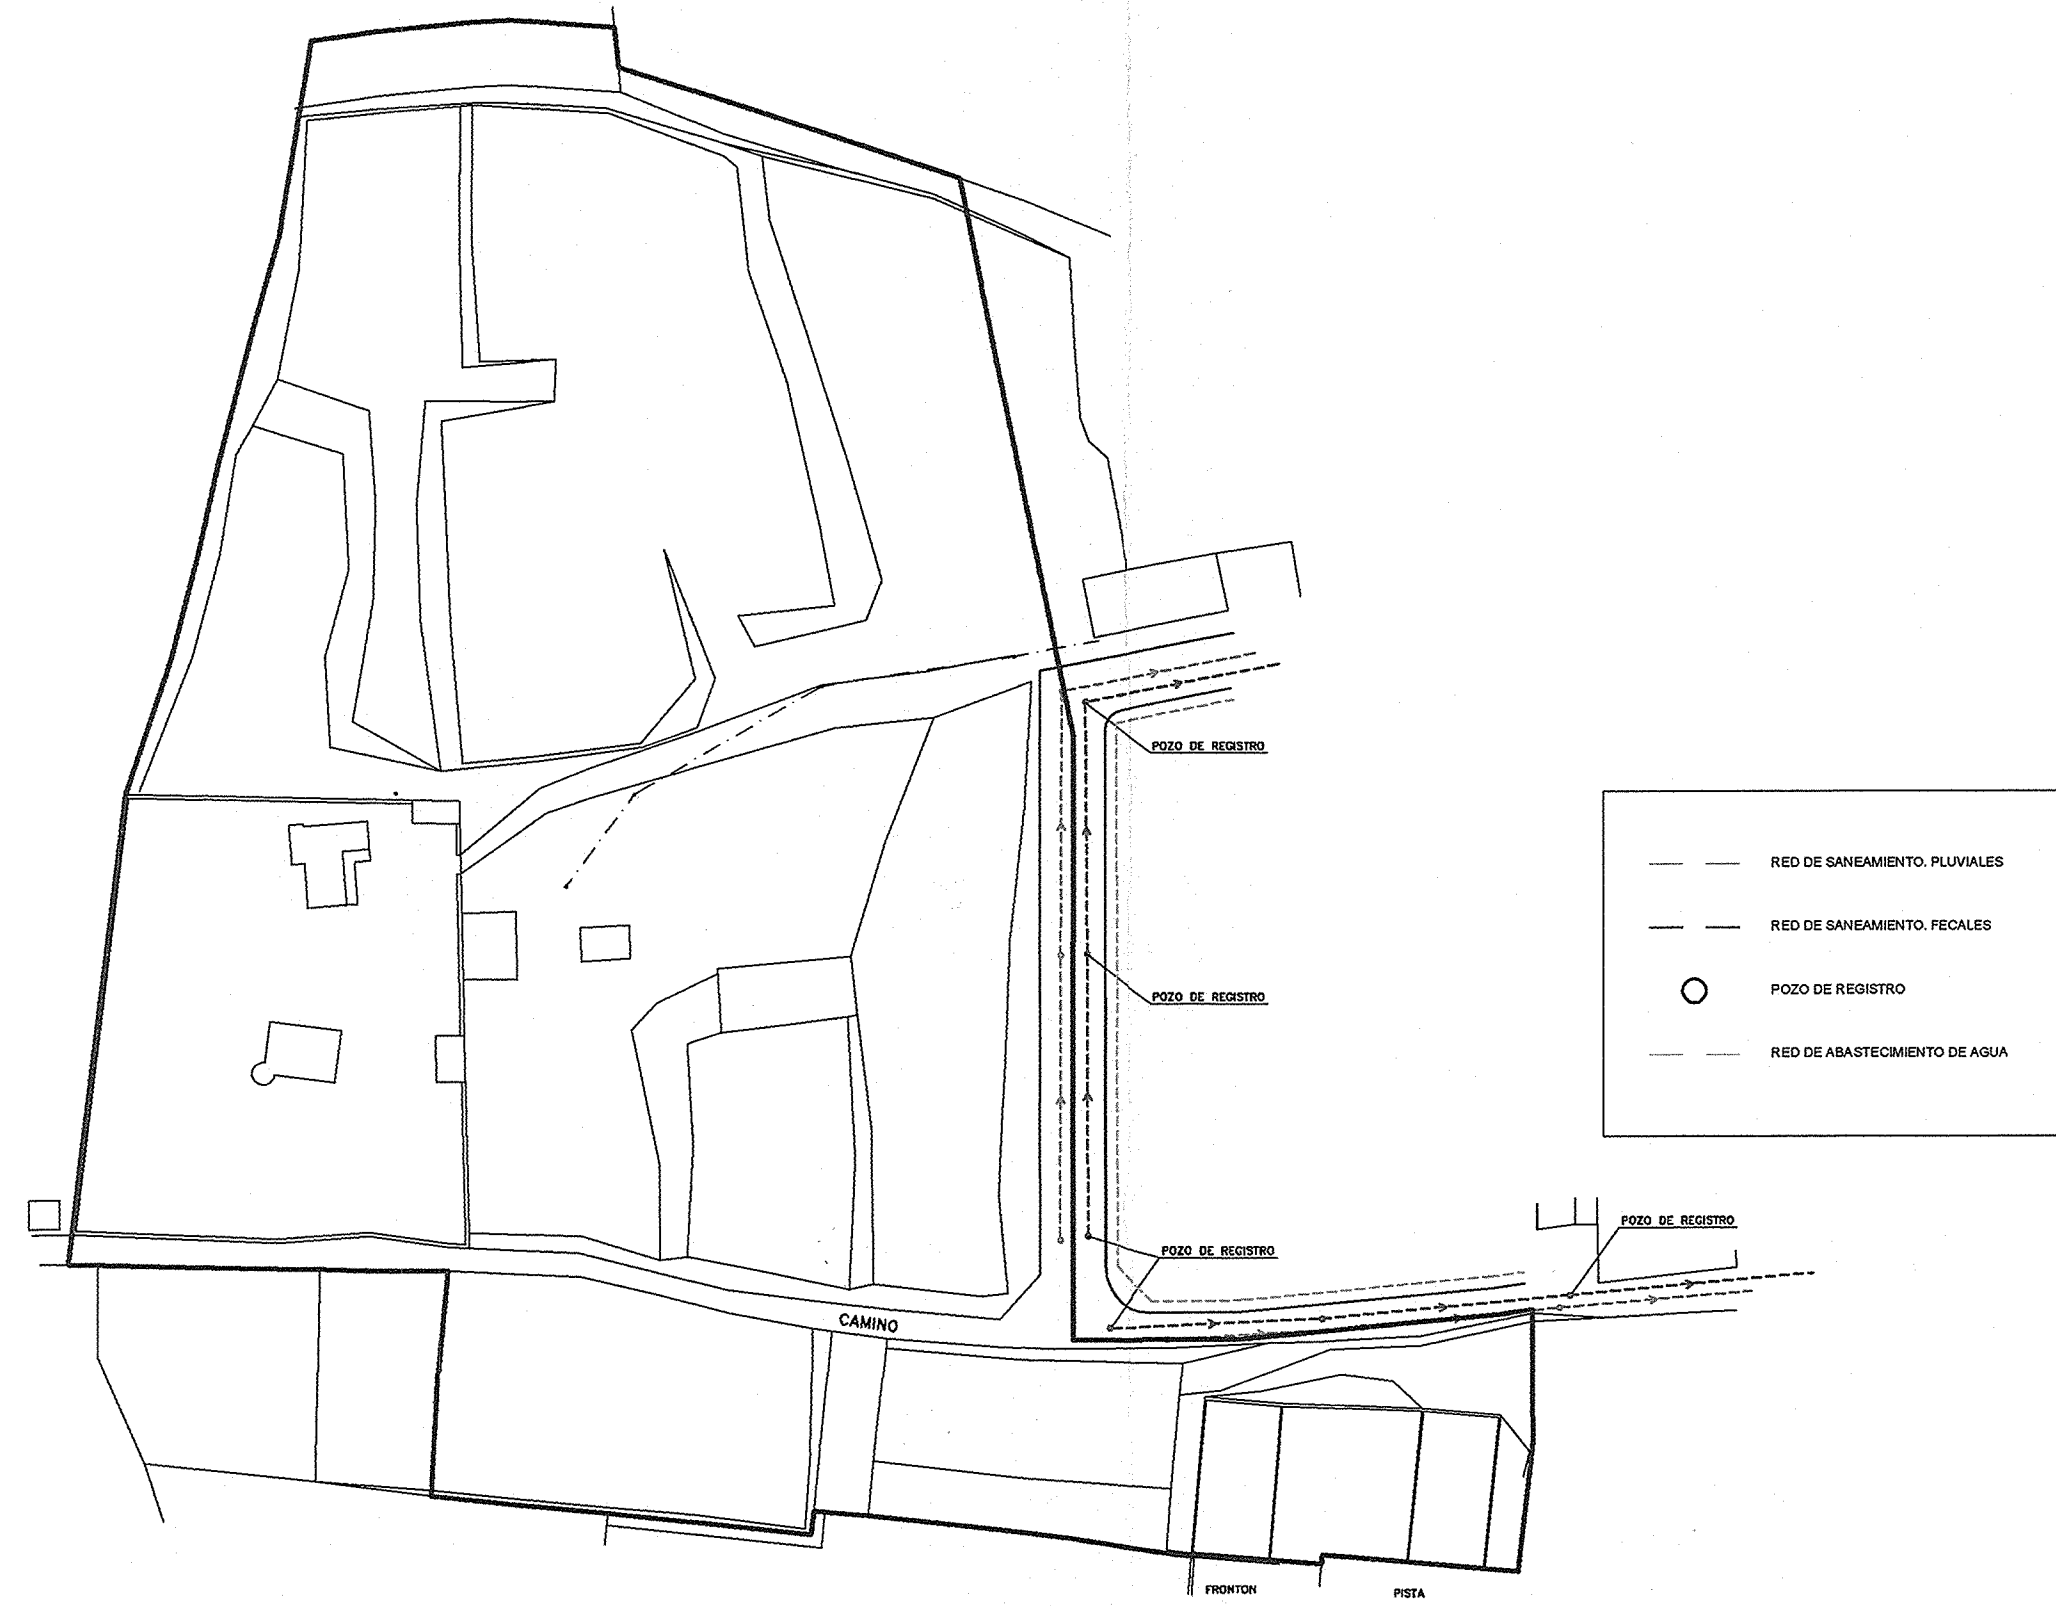 POZO DE REGISTRO
RED DE SANEAMIENTO. PLUVIALES
RED DE SANEAMIENTO. FECALES
POZO DE REGISTRO
POZO DE REGISTRO
RED DE ABASTECIMIENTO DE AGUA
POZO DE REGISTRO
POZO DE REGISTRO
CAMINO
FRONTON
PISTA